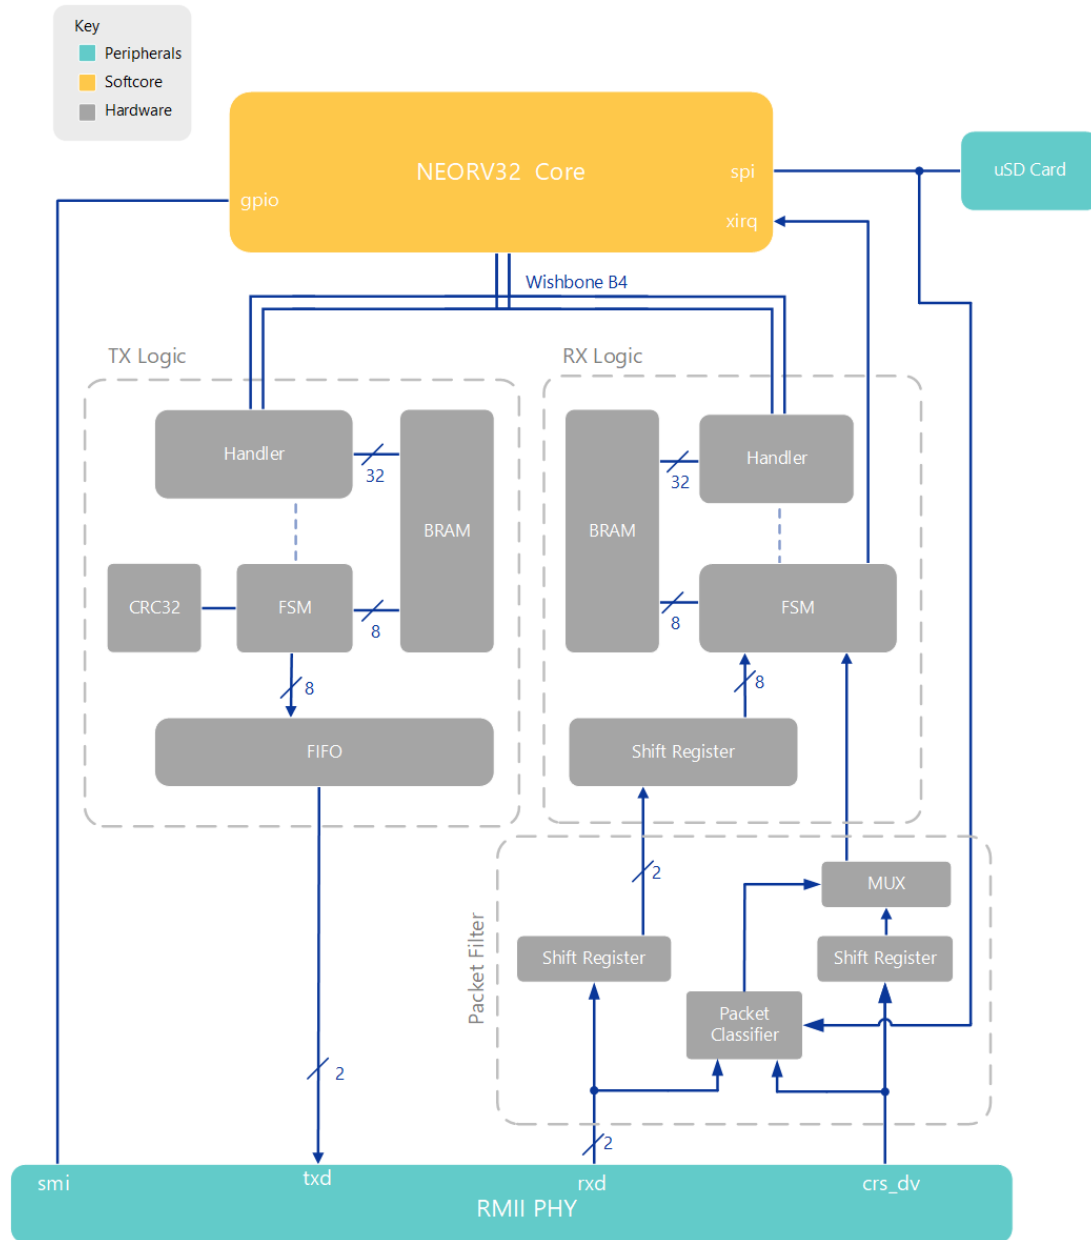 Key
Peripherals
Softcore
Hardware
NEORV32 Core
gpio
spi
xirq
uSD Card
Wishbone B4
TX Logic
RX Logic
Handler
32
BRAM
CRC32
FSM
8
8
FIFO
BRAM
32
Handler
8
FSM
8
Shift Register
2
Packet Filter
MUX
Shift Register
Shift Register
Packet
Classifier
2
2
smi
txd
rxd
crs_dv
RMII PHY